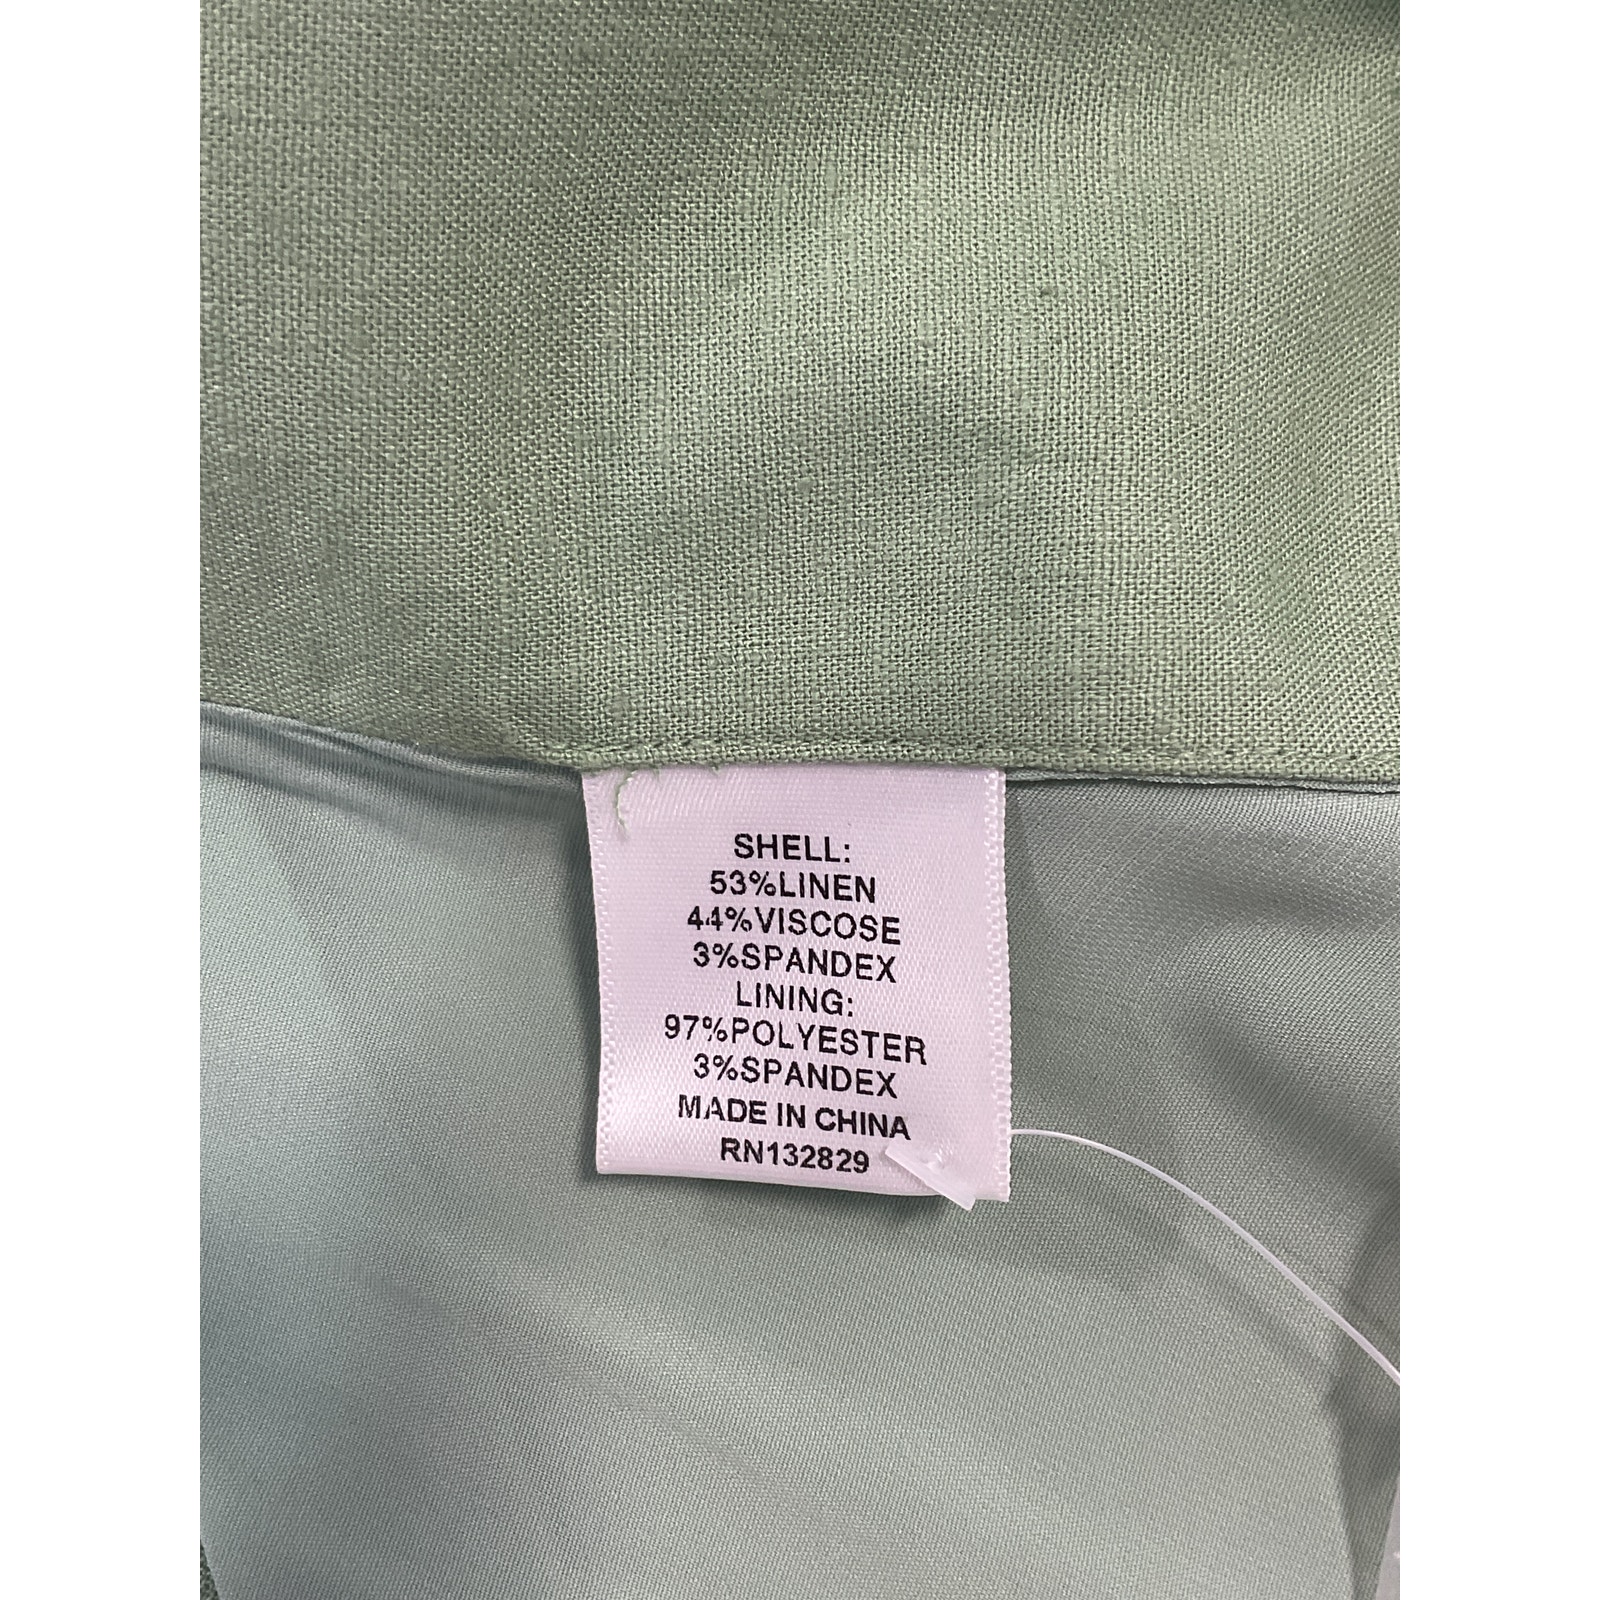 SHELL:
53%LINEN
44%VISCOSE
3%SPANDEX
LINING:
97%POLYESTER
3%SPANDEX
MADE IN CHINA
RN132829